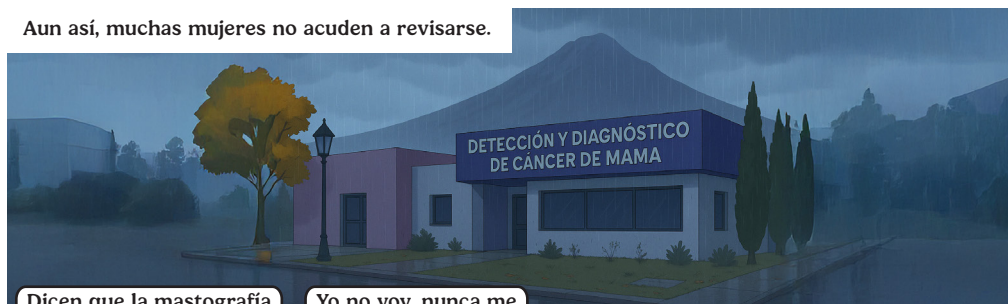 Aun así, muchas mujeres no acuden a revisarse.
DETECCIÓN Y DIAGNÓSTICO
DE CÁNCER DE MAMA
Dicen que la mastografía
Yo no voy, nunca me